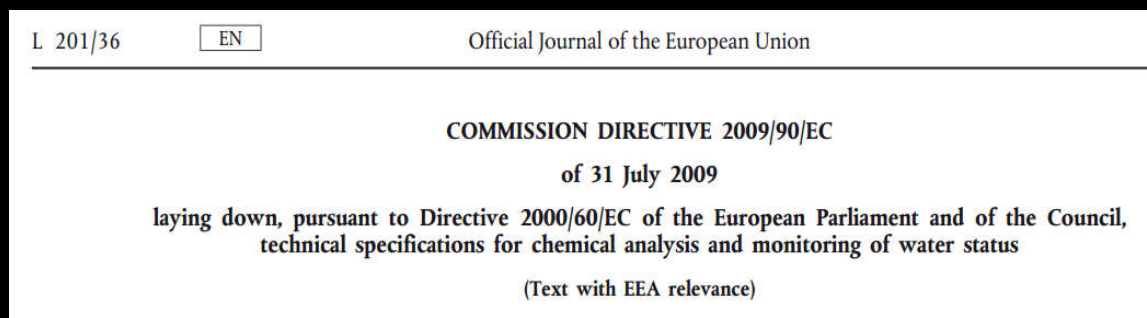 L 201/36 EN Official Journal of the European Union
COMMISSION DIRECTIVE 2009/90/EC
of 31 July 2009
laying down, pursuant to Directive 2000/60/EC of the European Parliament and of the Council,
technical specifications for chemical analysis and monitoring of water status
(Text with EEA relevance)